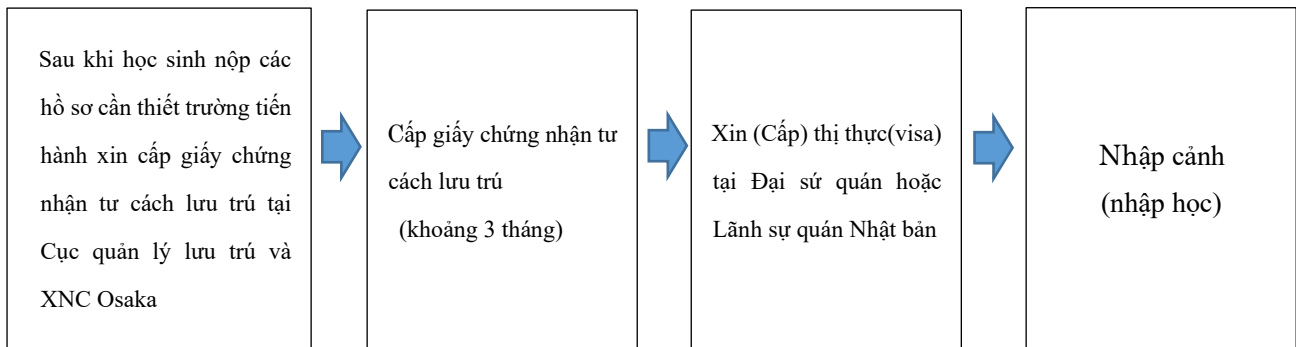 Sau khi học sinh nộp các
hồ sơ cần thiết trường tiến
hành xin cấp giấy chứng
nhận tư cách lưu trú tại
Cục quản lý lưu trú và
XNC Osaka
Cấp giấy chứng nhận tư
cách lưu trú
(khoảng 3 tháng)
Xin (Cấp) thị thực(visa)
tại Đại sứ quán hoặc
Lãnh sự quán Nhật bản
Nhập cảnh
(nhập học)